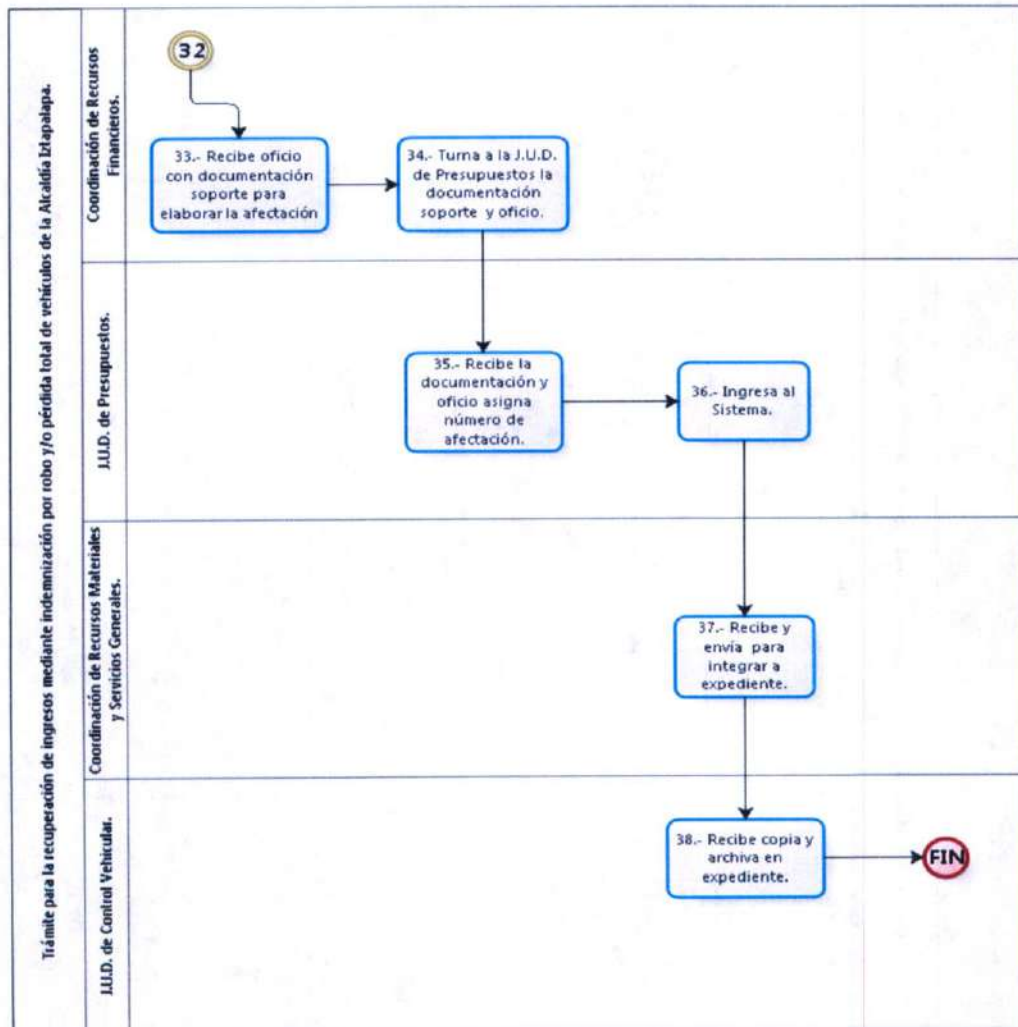 Trámite para la recuperación de ingresos mediante indemnización por robo y/o pérdida total de vehículos de la Alcaldía Iztapalapa.
Coordinación de Recursos
Financieros.
32
33.- Recibe oficio
con documentación
soporte para
elaborar la afectación
34.- Turna a la J.U.D.
de Presupuestos la
documentación
soporte y oficio.
J.U.D. de Presupuestos.
35.- Recibe la
documentación y
oficio asigna
número de
afectación.
36.- Ingresa al
Sistema.
Coordinación de Recursos Materiales
y Servicios Generales.
37.- Recibe y
envía para
integrar a
expediente.
J.U.D. de Control Vehicular.
38.- Recibe copia y
archiva en
expediente.
FIN